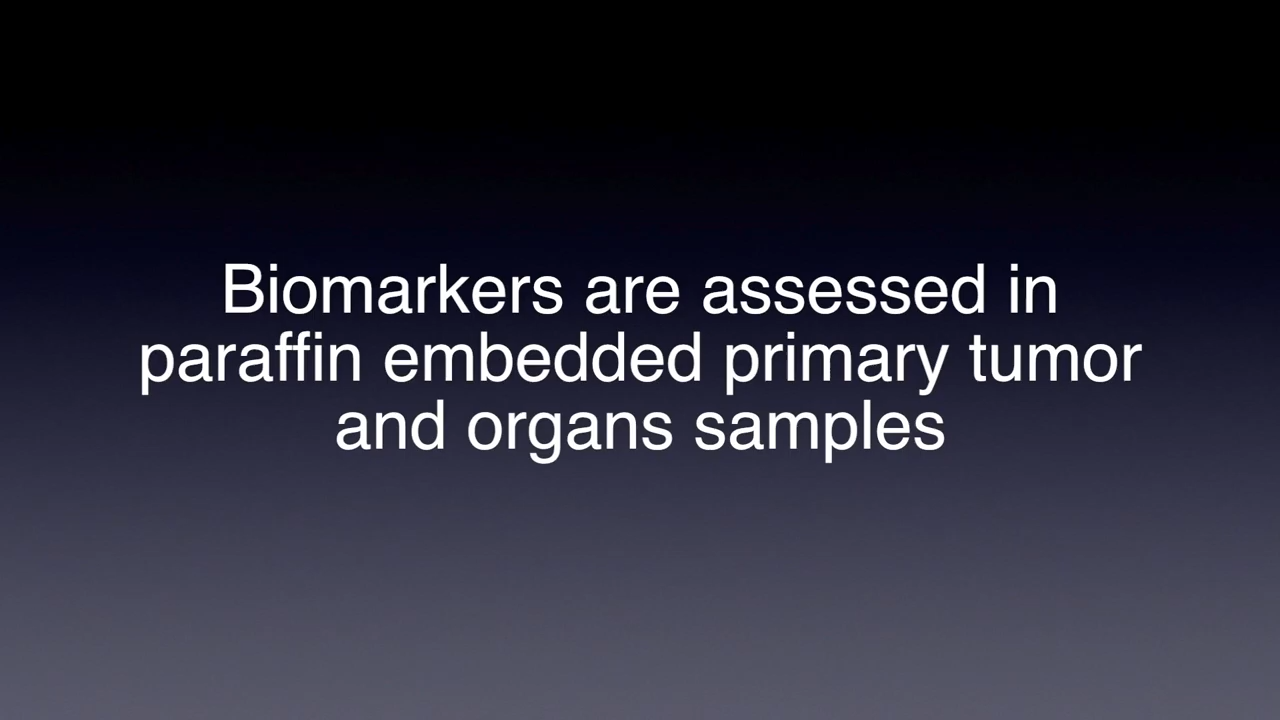 Biomarkers are assessed in
paraffin embedded primary tumor
and organs samples